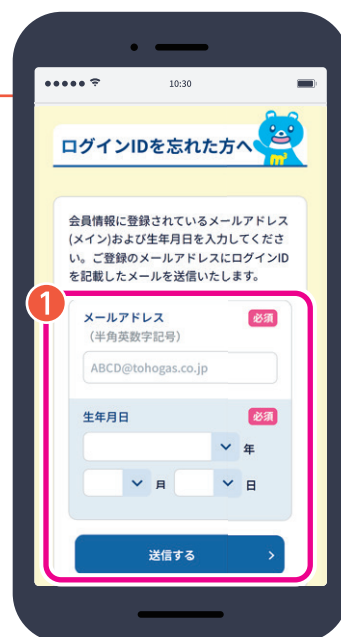 10:30
ログインIDを忘れた方へ
m²
会員情報に登録されているメールアドレス
(メイン)および生年月日を入力してくださ
い。ご登録のメールアドレスにログインID
を記載したメールを送信いたします。
1
メールアドレス 必須
(半角英数字記号)
ABCD@tohogas.co.jp
生年月日 必須
年
月 日
送信する